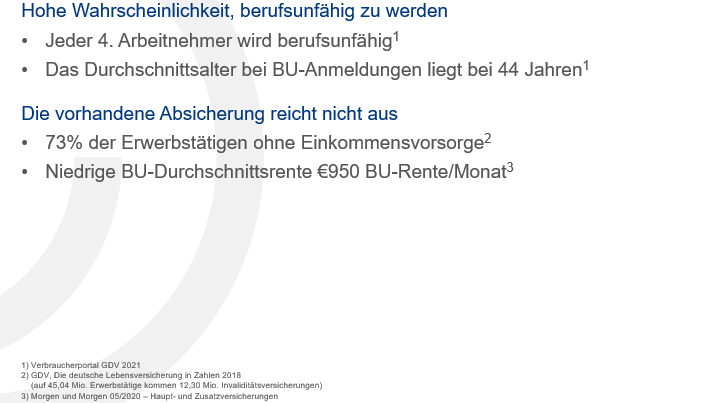 Hohe Wahrscheinlichkeit, berufsunfähig zu werden
• Jeder 4. Arbeitnehmer wird berufsunfähig1
• Das Durchschnittsalter bei BU-Anmeldungen liegt bei 44 Jahren1
Die vorhandene Absicherung reicht nicht aus
• 73% der Erwerbstätigen ohne Einkommensvorsorge2
• Niedrige BU-Durchschnittsrente €950 BU-Rente/Monat3
1) Verbraucherportal GDV 2021
2) GDV, Die deutsche Lebensversicherung in Zahlen 2018
(auf 45,04 Mio. Erwerbstätige kommen 12,30 Mio. Invaliditätsversicherungen)
3) Morgen und Morgen 05/2020 – Haupt- und Zusatzversicherungen